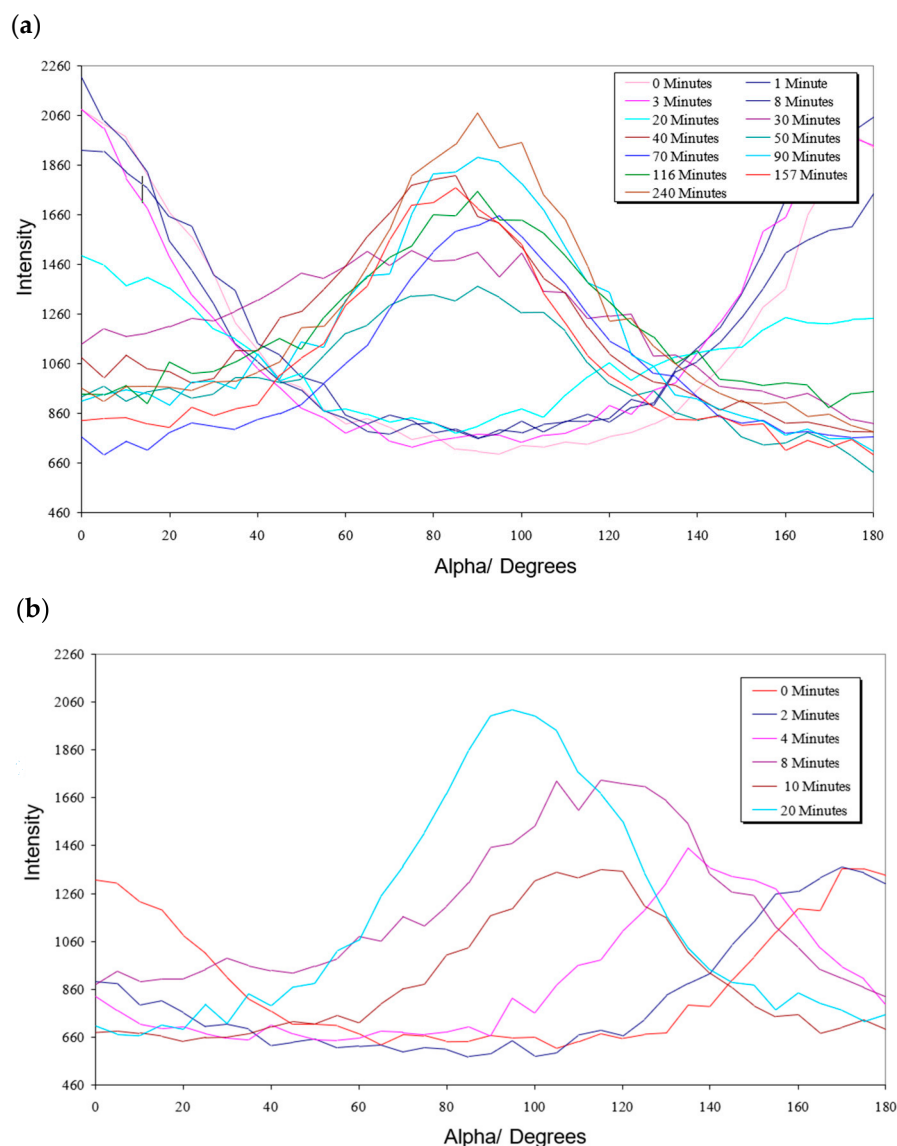 (a)
2260
2060
1860
1660
1460
1260
1060
860
660
460
Intensity
0 Minutes 1 Minute
3 Minutes 8 Minutes
20 Minutes 30 Minutes
40 Minutes 50 Minutes
70 Minutes 90 Minutes
116 Minutes 157 Minutes
240 Minutes
0 20 40 60 80 100 120 140 160 180
Alpha/ Degrees
(b)
2260
2060
1860
1660
1460
1260
1060
860
660
460
Intensity
0 Minutes
2 Minutes
4 Minutes
8 Minutes
10 Minutes
20 Minutes
0 20 40 60 80 100 120 140 160 180
Alpha/ Degrees